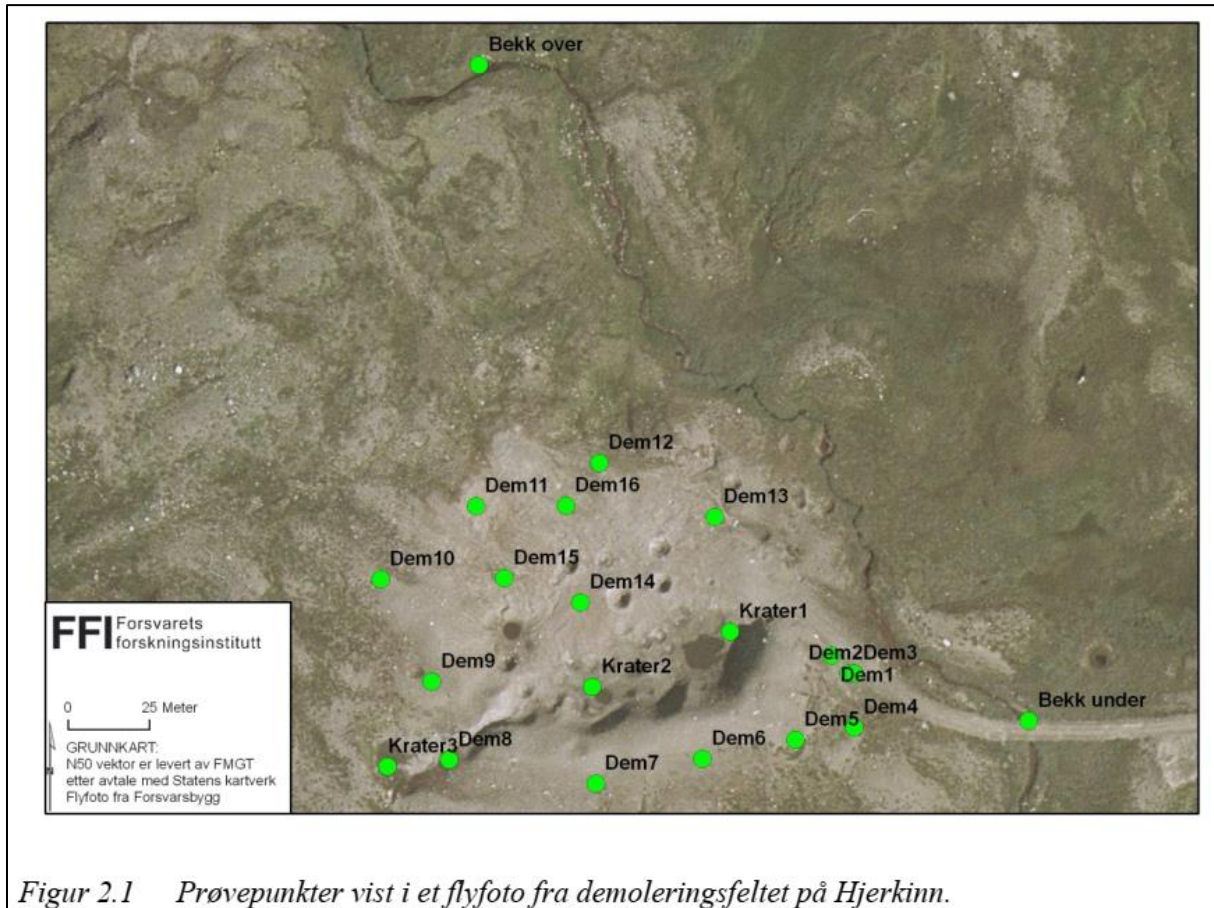 Bekk over
Dem12
Dem11
Dem16
Dem13
Dem10
Dem15
Dem14
Krater1
Dem2
Dem3
Dem1
Dem9
Krater2
Bekk under
Dem4
Dem5
Dem6
Krater3
Dem8
Dem7
FFI Forsvarets
forskningsinstitutt
0 25 Meter
N
GRUNNKART:
N50 vektor er levert av FMGT
etter avtale med Statens kartverk
Flyfoto fra Forsvarsbygg
Figur 2.1 Prøvepunkter vist i et flyfoto fra demoleringsfeltet på Hjerkinn.